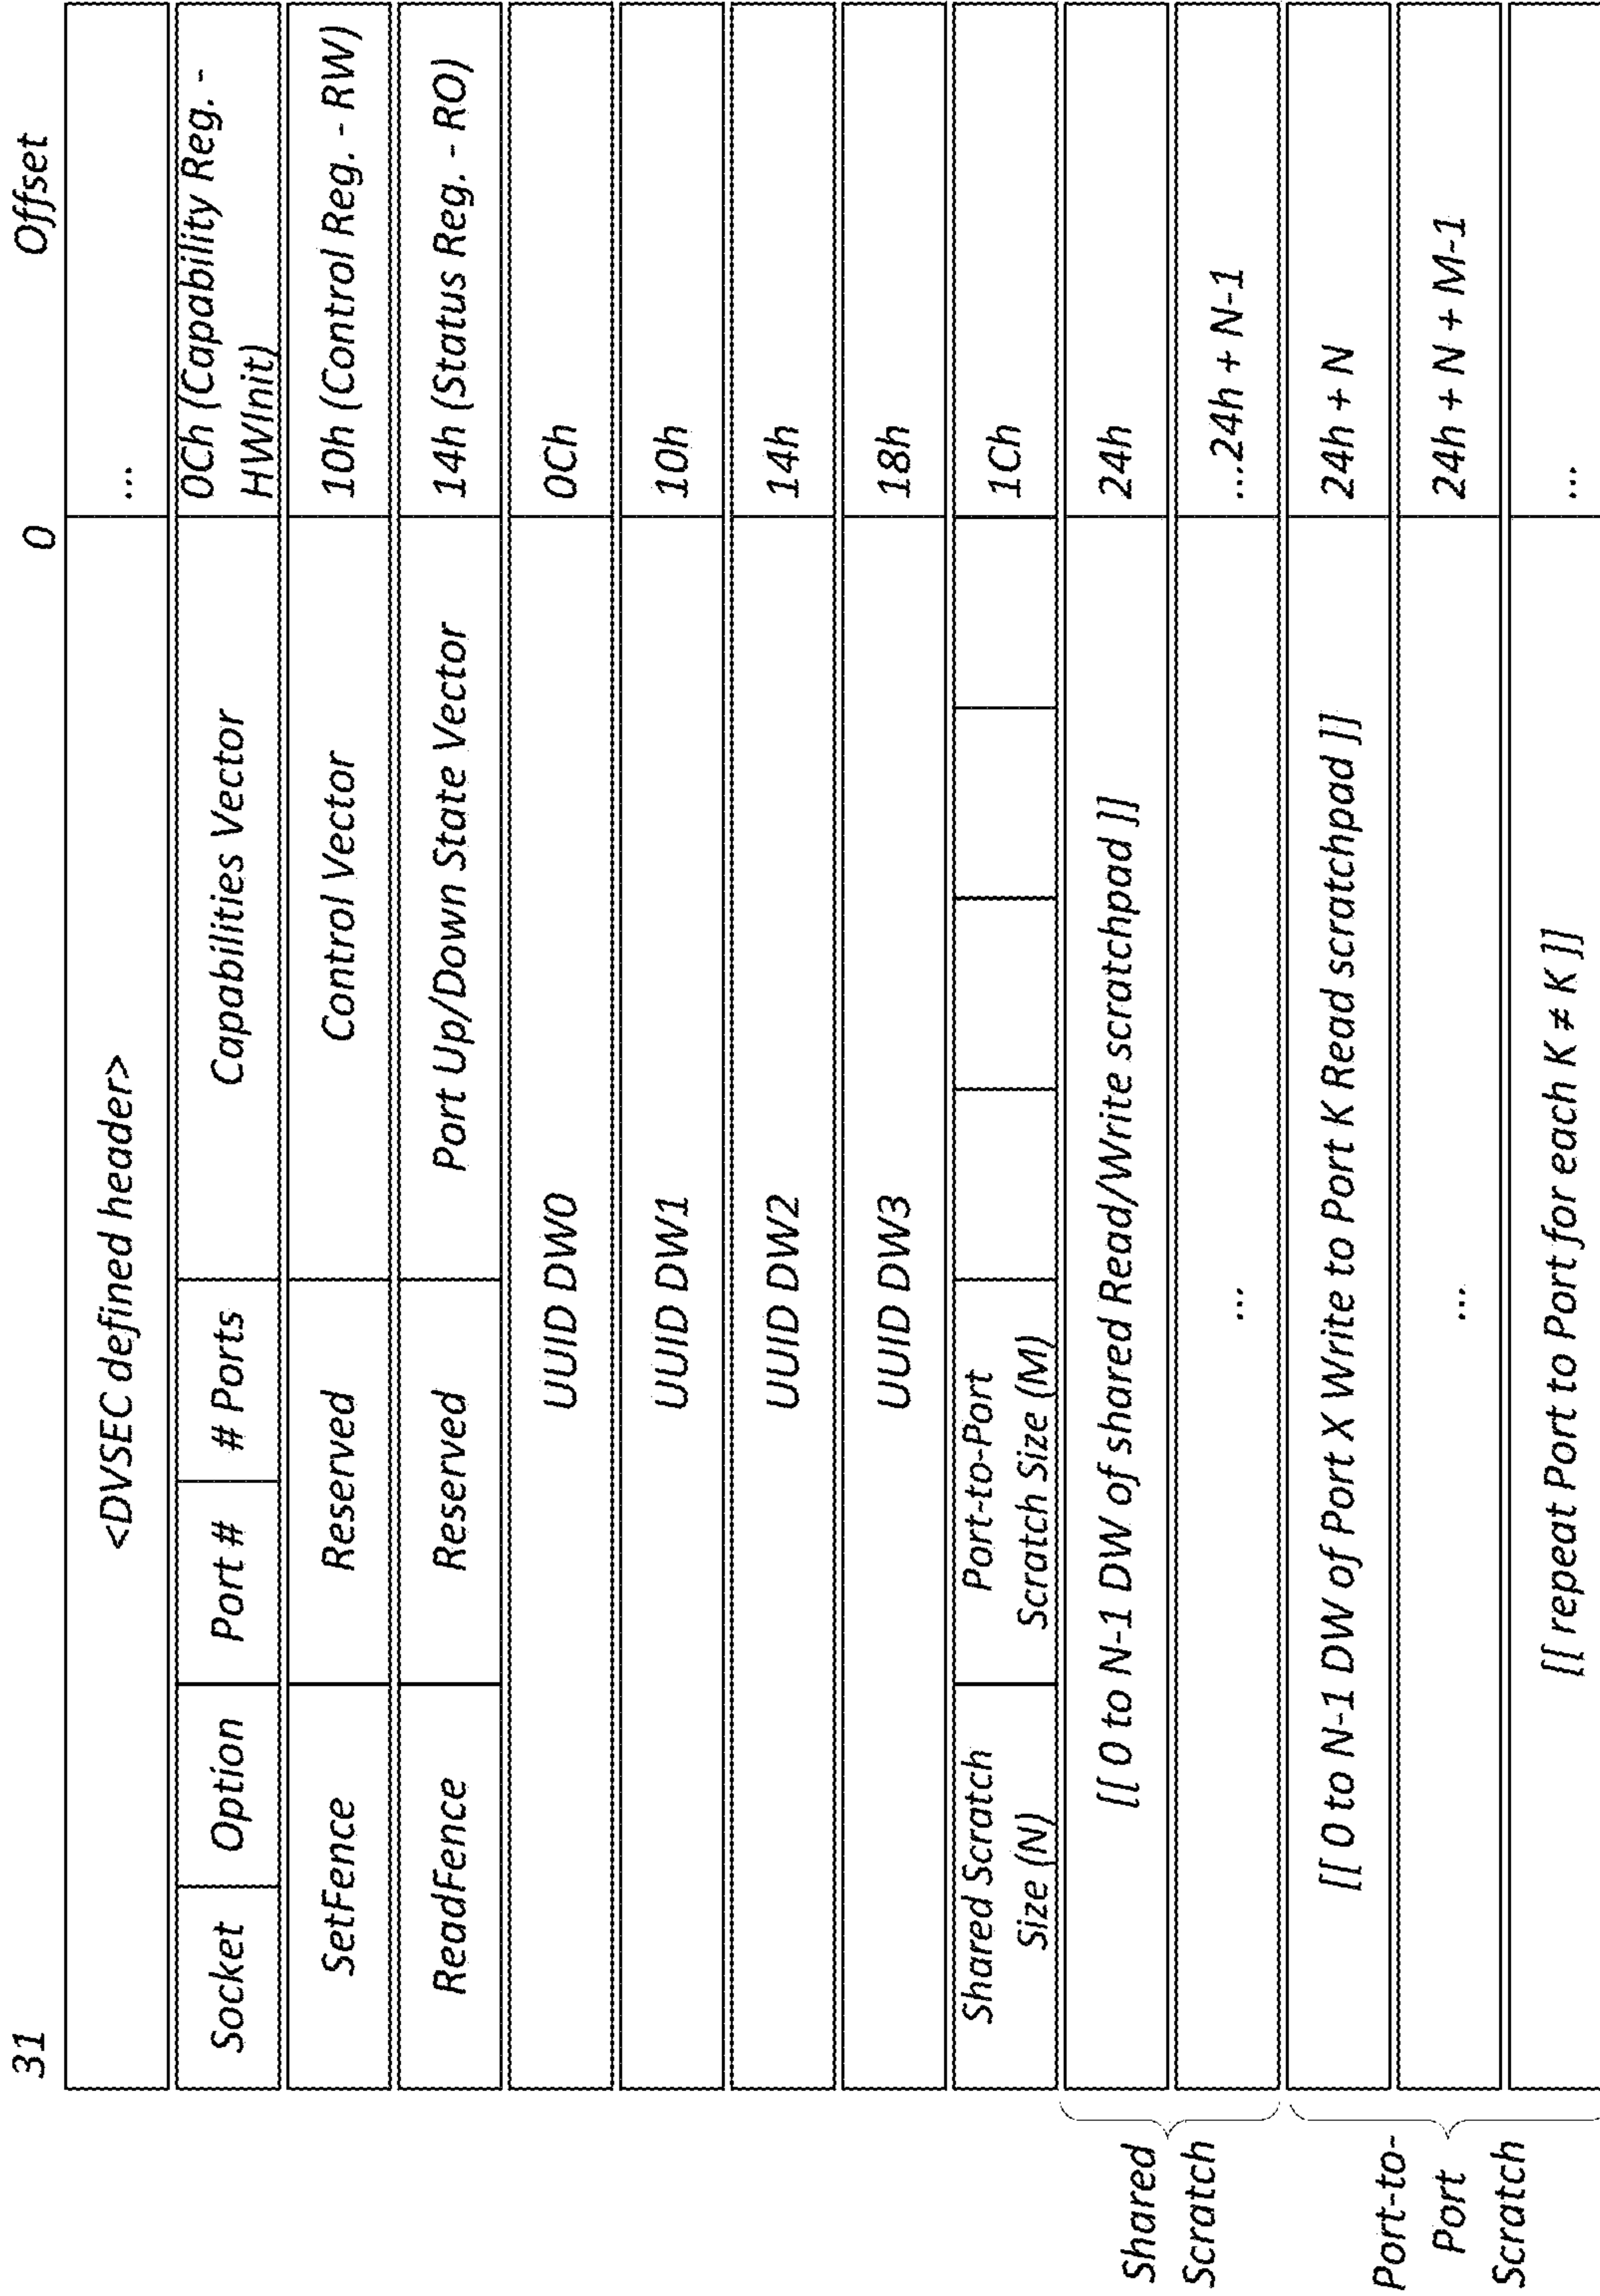 31 0 Offset
<DVSEC defined header> ...
Socket Option Port # # Ports Capabilities Vector 0Ch (Capability Reg. -
HWInit)
SetFence Reserved Control Vector 10h (Control Reg. - RW)
ReadFence Reserved Port Up/Down State Vector 14h (Status Reg. - RO)
UUID DW0 0Ch
UUID DW1 10h
UUID DW2 14h
UUID DW3 18h
Shared Scratch
Size (N)
Port-to-Port
Scratch Size (M)
1Ch
Shared
Scratch
[[ 0 to N-1 DW of shared Read/Write scratchpad ]] 24h
... ...24h + N-1
Port-to-
Port
Scratch
[[ 0 to N-1 DW of Port X Write to Port K Read scratchpad ]] 24h + N
... 24h + N + M-1
[[ repeat Port to Port for each K ≠ K ]] ...